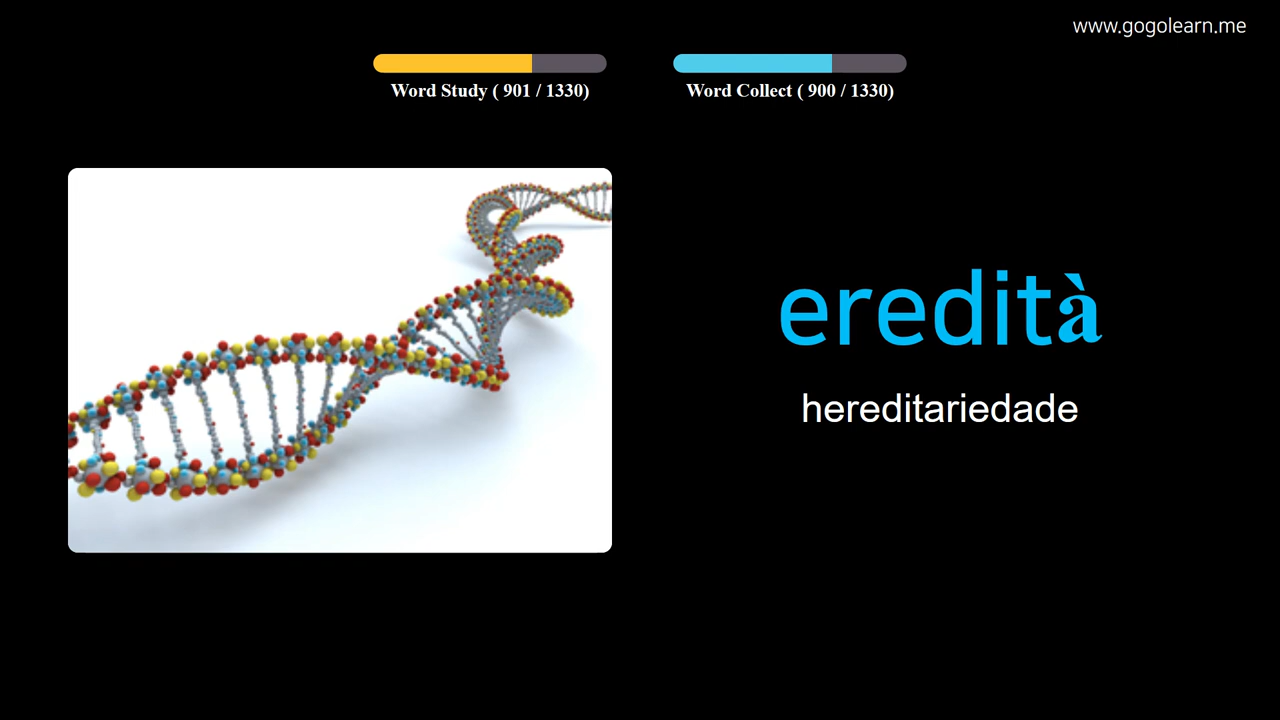 www.gogolearn.me
Word Study ( 901 / 1330)
Word Collect ( 900 / 1330)
eredità
hereditariedade